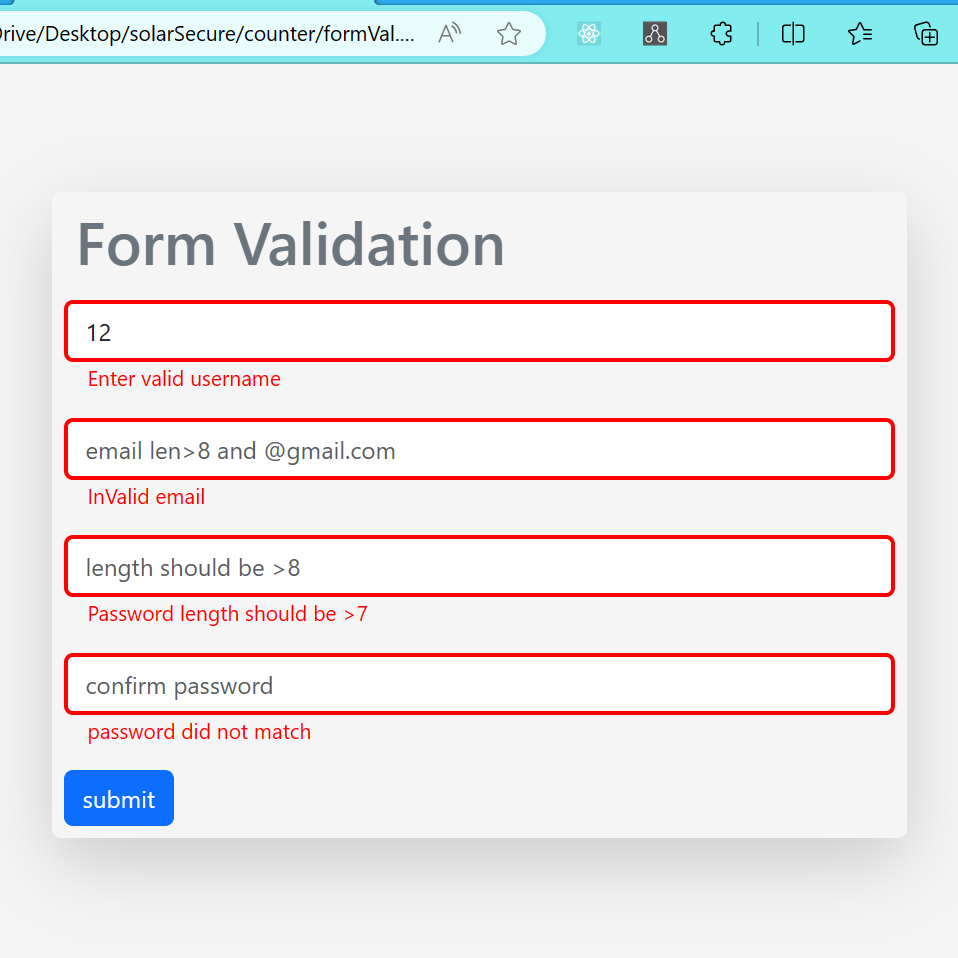 Drive/Desktop/solarSecure/counter/formVal....
Form Validation
12
Enter valid username
email len>8 and @gmail.com
InValid email
length should be >8
Password length should be >7
confirm password
password did not match
submit